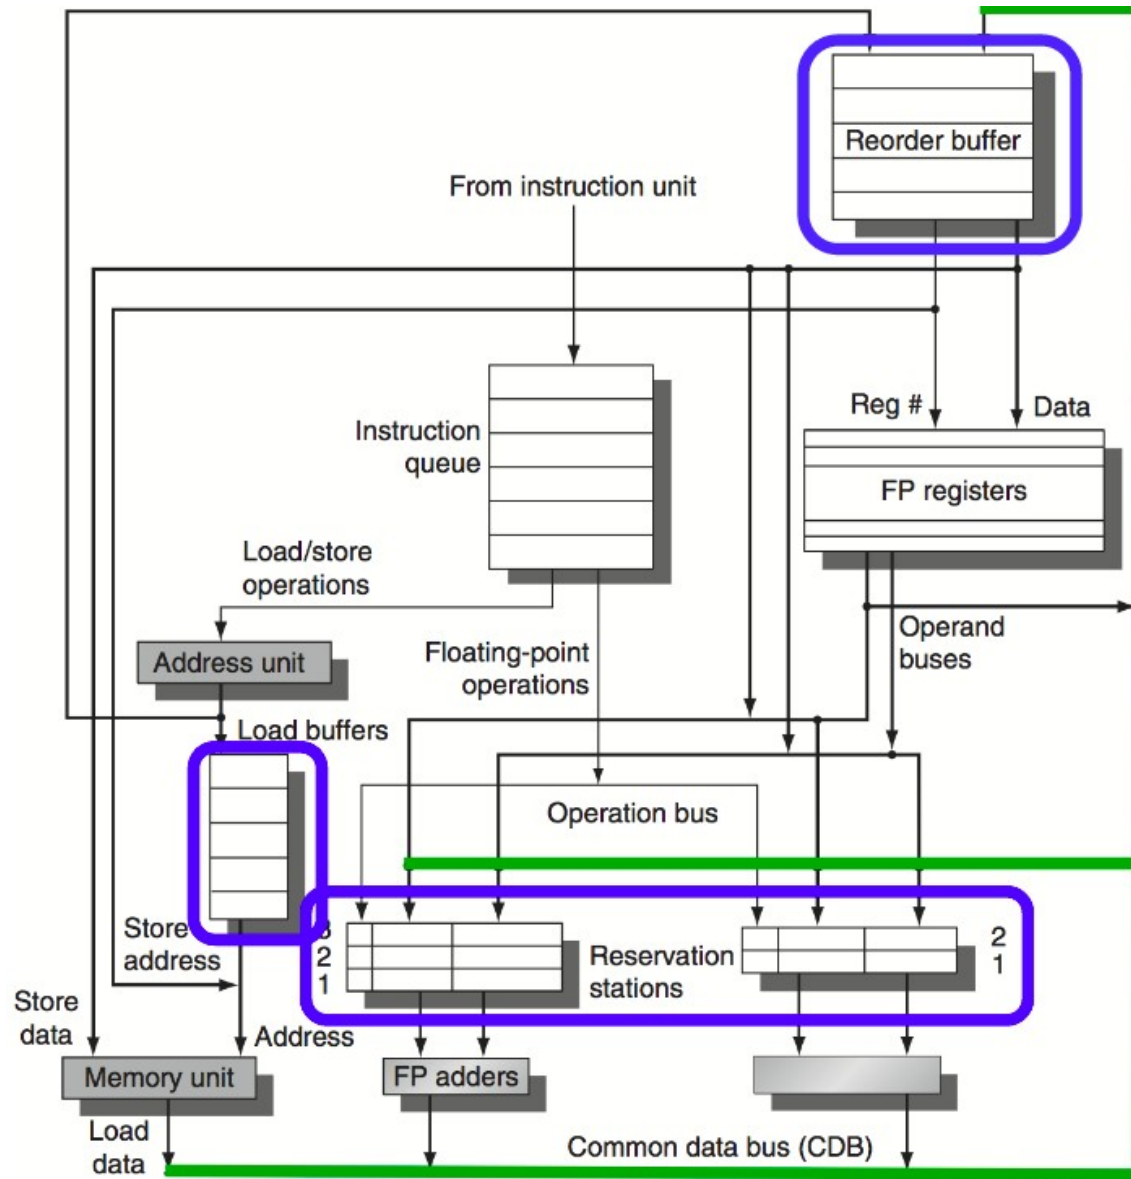 Reorder buffer
From instruction unit
Reg #
Data
Instruction
queue
FP registers
Load/store
operations
Operand
buses
Address unit
Floating-point
operations
Load buffers
Operation bus
Store
address
3
2
1
Reservation
stations
2
1
Store
data
Address
Memory unit
FP adders
Load
data
Common data bus (CDB)